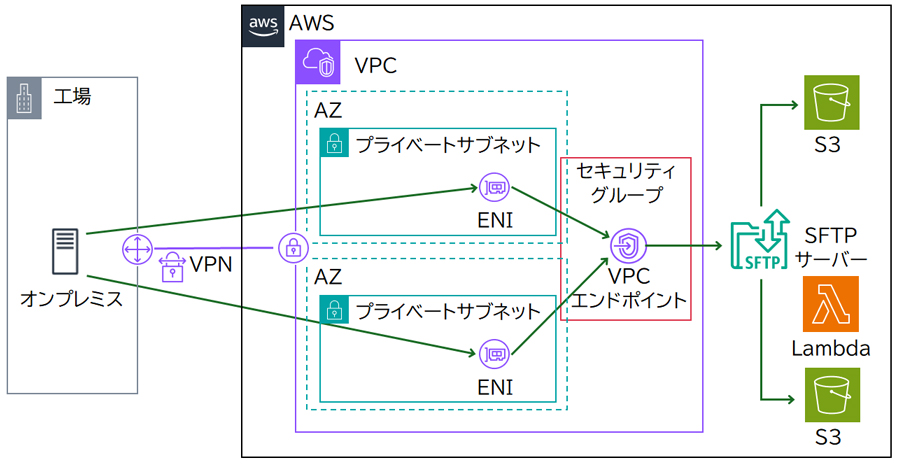 aws
AWS
VPC
工場
AZ
プライベートサブネット
ENI
セキュリティ
グループ
S3
オンプレミス
VPN
VPC
エンドポイント
SFTP
SFTP
サーバー
AZ
プライベートサブネット
ENI
Lambda
S3